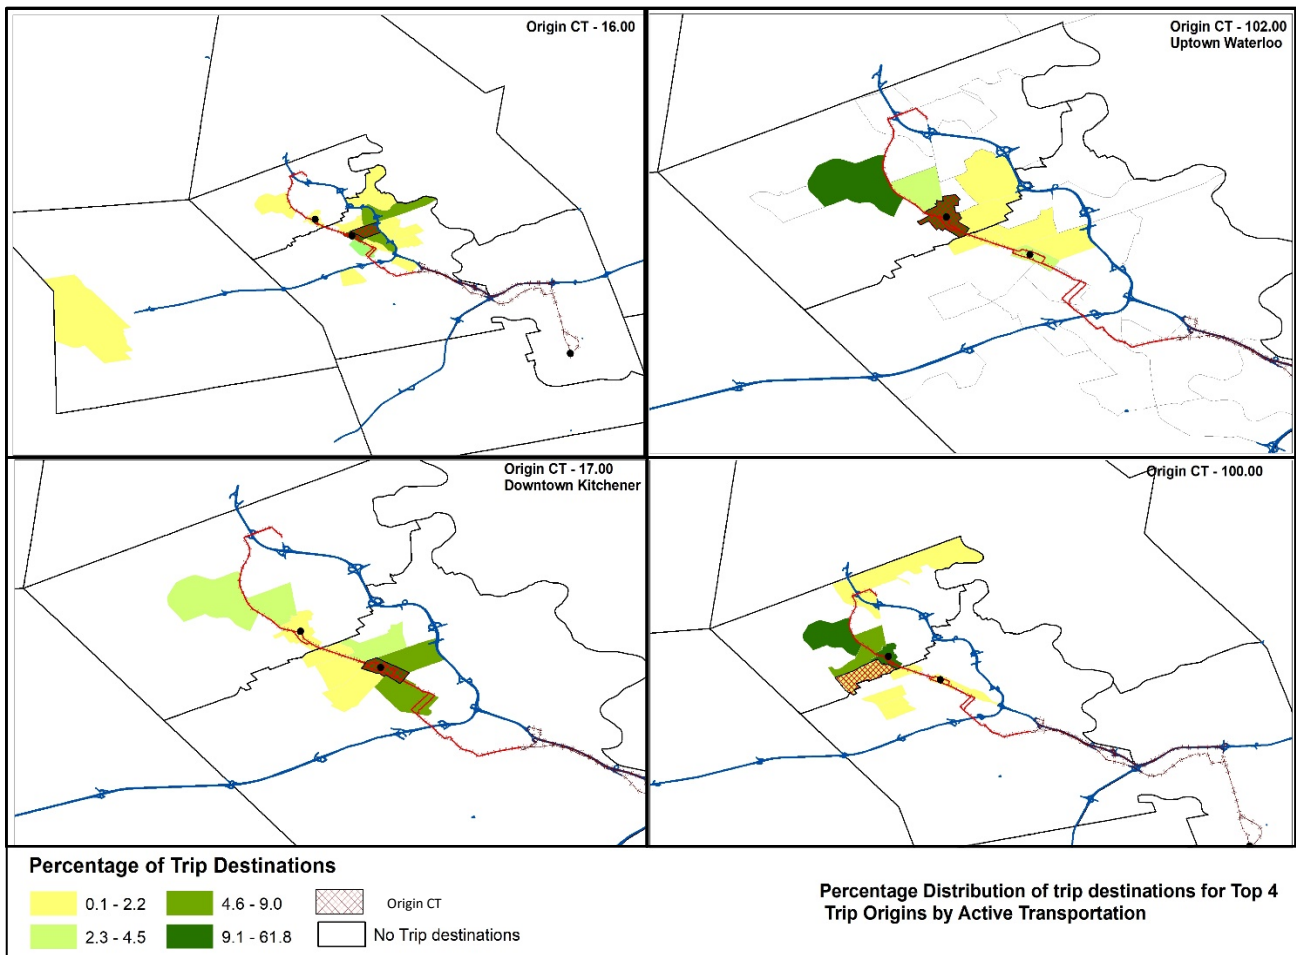 Origin CT - 16.00
Origin CT - 102.00
Uptown Waterloo
Origin CT - 17.00
Downtown Kitchener
Origin CT - 100.00
Percentage of Trip Destinations
0.1 - 2.2
4.6 - 9.0
Origin CT
2.3 - 4.5
9.1 - 61.8
No Trip destinations
Percentage Distribution of trip destinations for Top 4
Trip Origins by Active Transportation